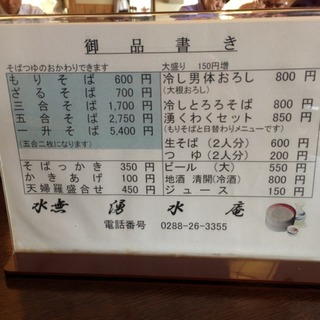 御品書き
そばつゆのおかわりできます
もりそば 600円
ざるそば 700円
三合そば 1,700円
五合そば 2,750円
一升そば 5,400円
(五合二枚になります)
そばっかき 350円
かきあげ 100円
天婦羅盛合せ 450円
大盛り 150円増
冷し男体おろし 800円
(大根おろし)
冷しとろろそば 800円
湧くわくセット 850円
(もりそばと日替わりメニューです)
生そば(2人分) 600円
つゆ(2人分) 200円
ビール(大) 550円
地酒 清開(冷酒) 800円
ジュース 150円
水無湧水庵
電話番号 0288-26-3355